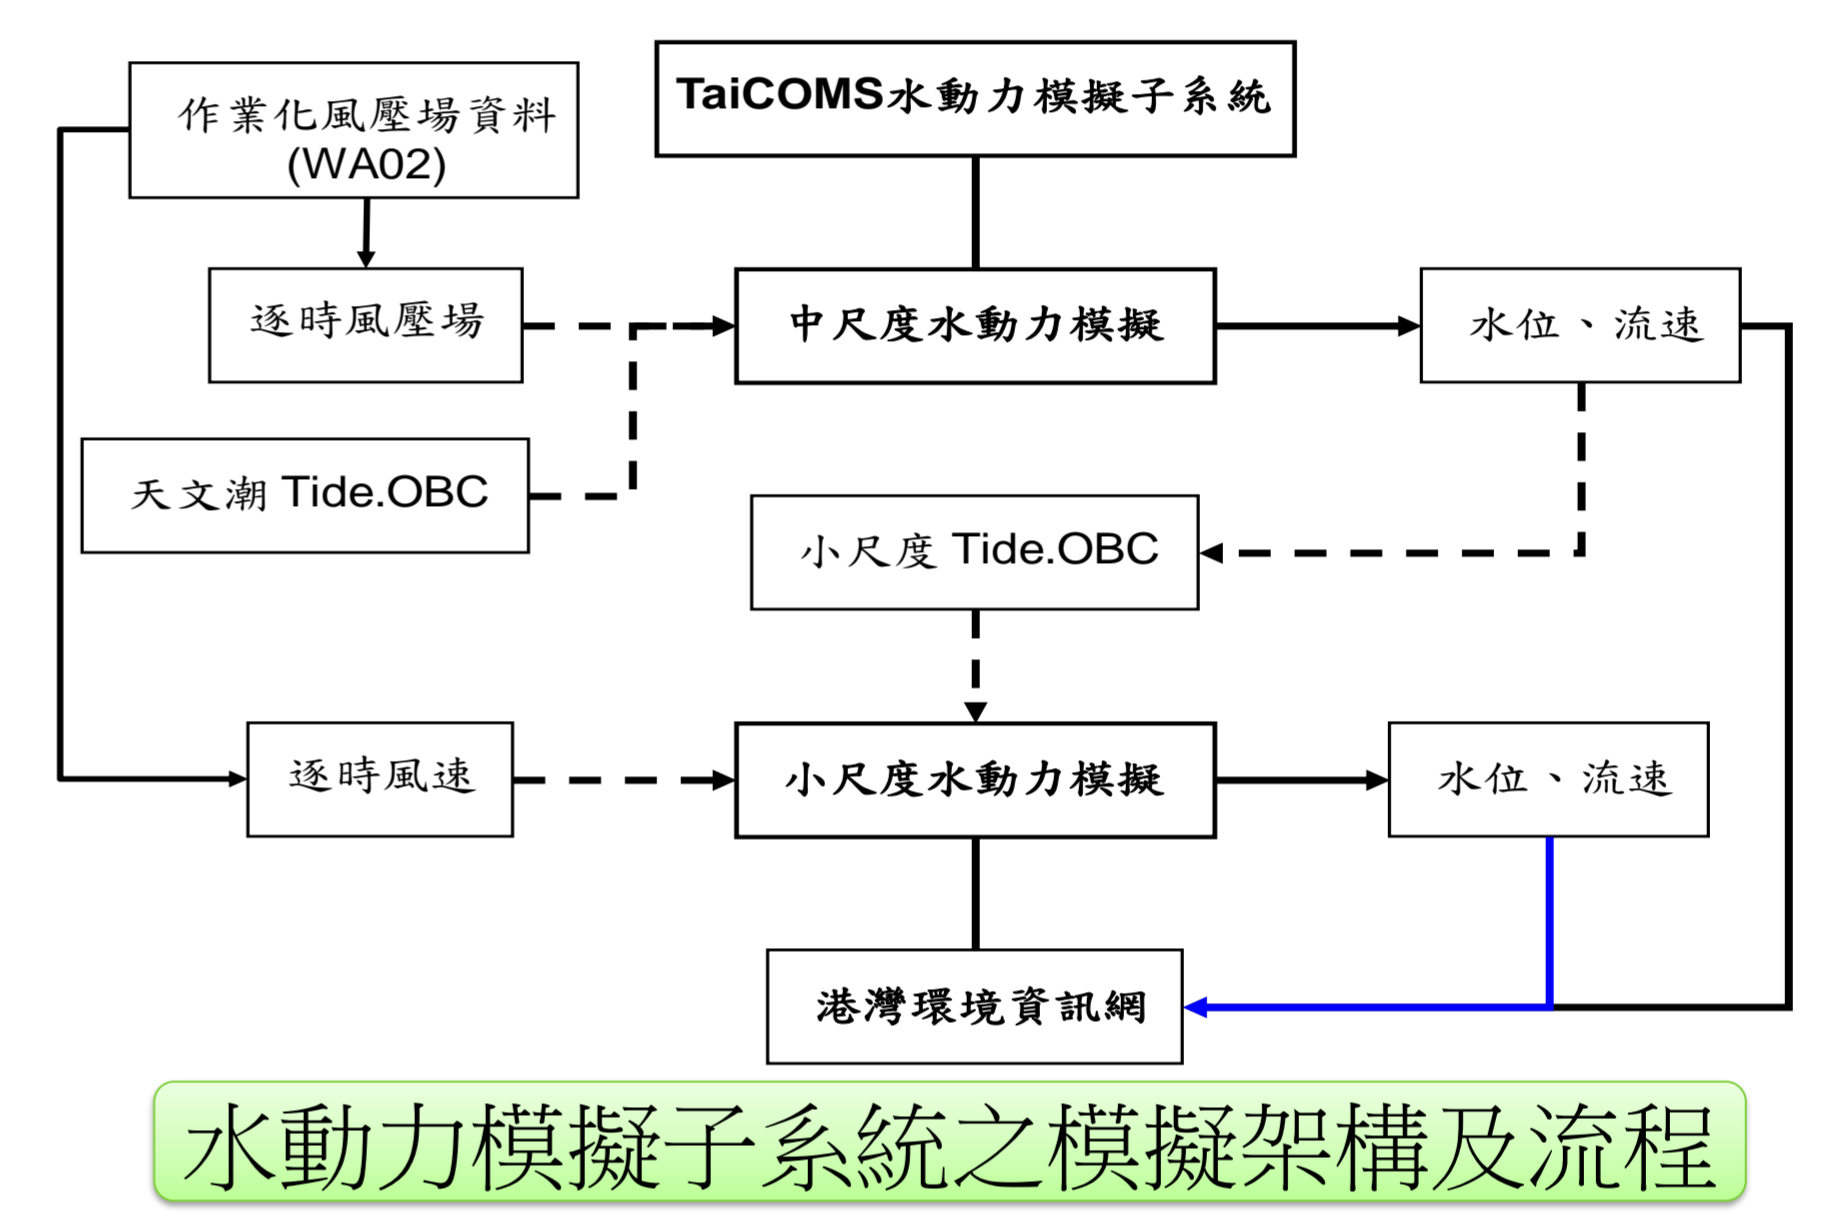 TaiCOMS水動力模擬子系統
作業化風壓場資料
(WA02)
逐時風壓場
中尺度水動力模擬
水位、流速
天文潮 Tide.OBC
小尺度 Tide.OBC
逐時風速
小尺度水動力模擬
水位、流速
港灣環境資訊網
水動力模擬子系統之模擬架構及流程